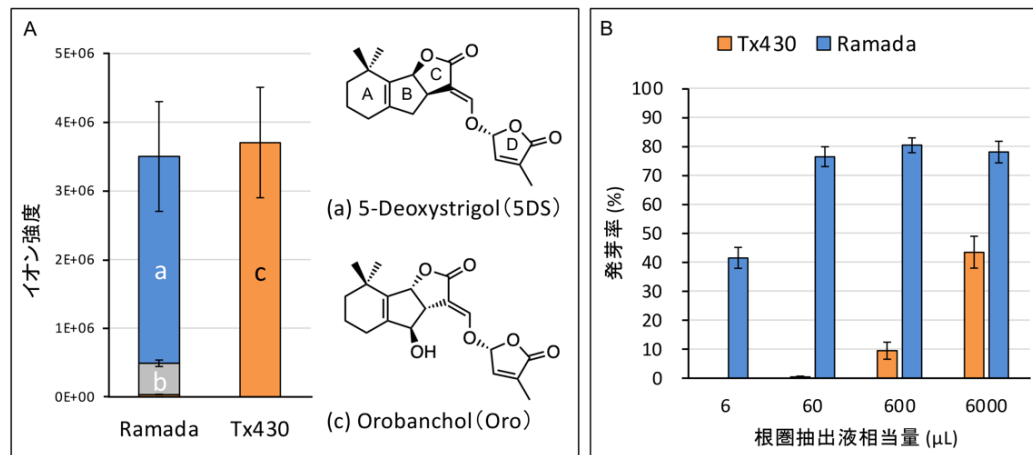 A
5E+06
4E+06
3E+06
2E+06
1E+06
0E+00
イオン強度
a
b
c
Ramada
Tx430
O
O
A
B
C
O
O
D
O
(a) 5-Deoxystrigol(5DS)
O
O
OH
O
O
O
(c) Orobanchol(Oro)
B
Tx430
Ramada
100
90
80
70
60
50
40
30
20
10
0
発芽率 (%)
6
60
600
6000
根圏抽出液相当量 (μL)